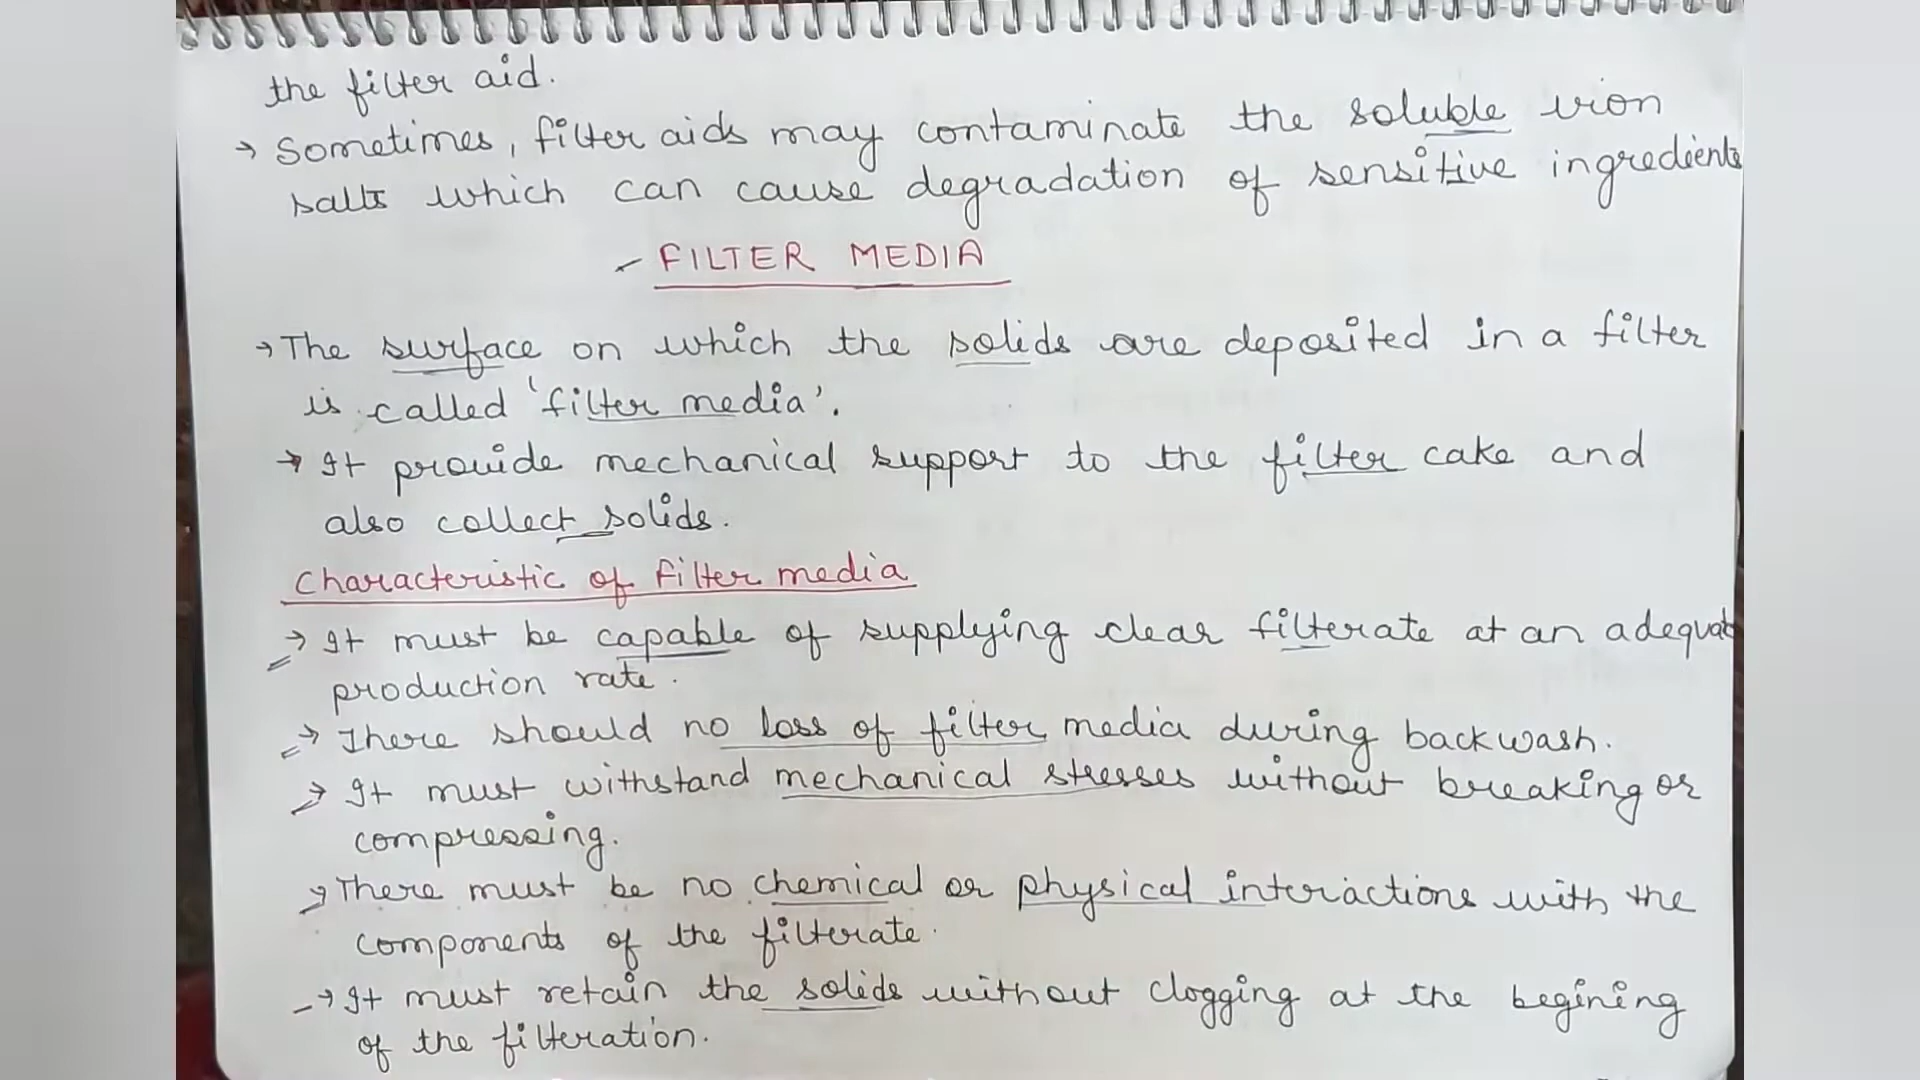 the filter aid.
→ Sometimes, filter aids may contaminate the soluble iron
salts which can cause degradation of sensitive ingredients
FILTER MEDIA
→ The surface on which the solids are deposited in a filter
is called 'filter media'.
→ It provide mechanical support to the filter cake and
also collect solids.
Characteristic of filter media
→ It must be capable of supplying clear filterate at an adequat
production rate.
→ There should no loss of filter media during backwash.
→ It must withstand mechanical stresses without breaking or
compressing.
→ There must be no chemical or physical interactions with the
components of the filterate.
→ It must retain the solids without clogging at the begining
of the filteration.